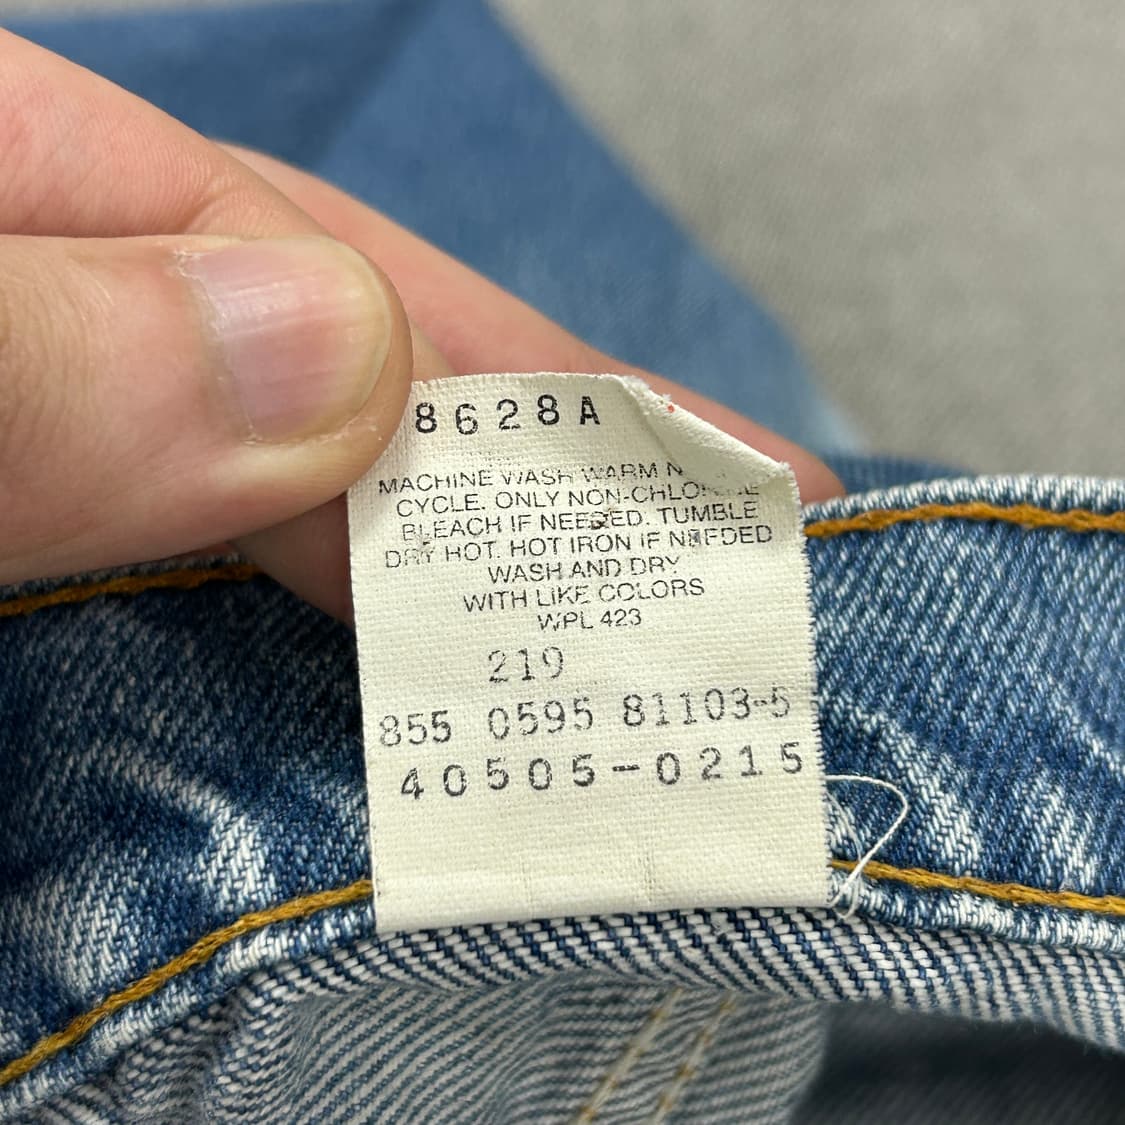 8628A
MACHINE WASH WARM
CYCLE. ONLY NON-CHLO
BLEACH IF NEEDED. TUMBLE
DRY HOT. HOT IRON IF NEEDED
WASH AND DRY
WITH LIKE COLORS
WPL 423
219
855 0595 81103-5
40505-0215